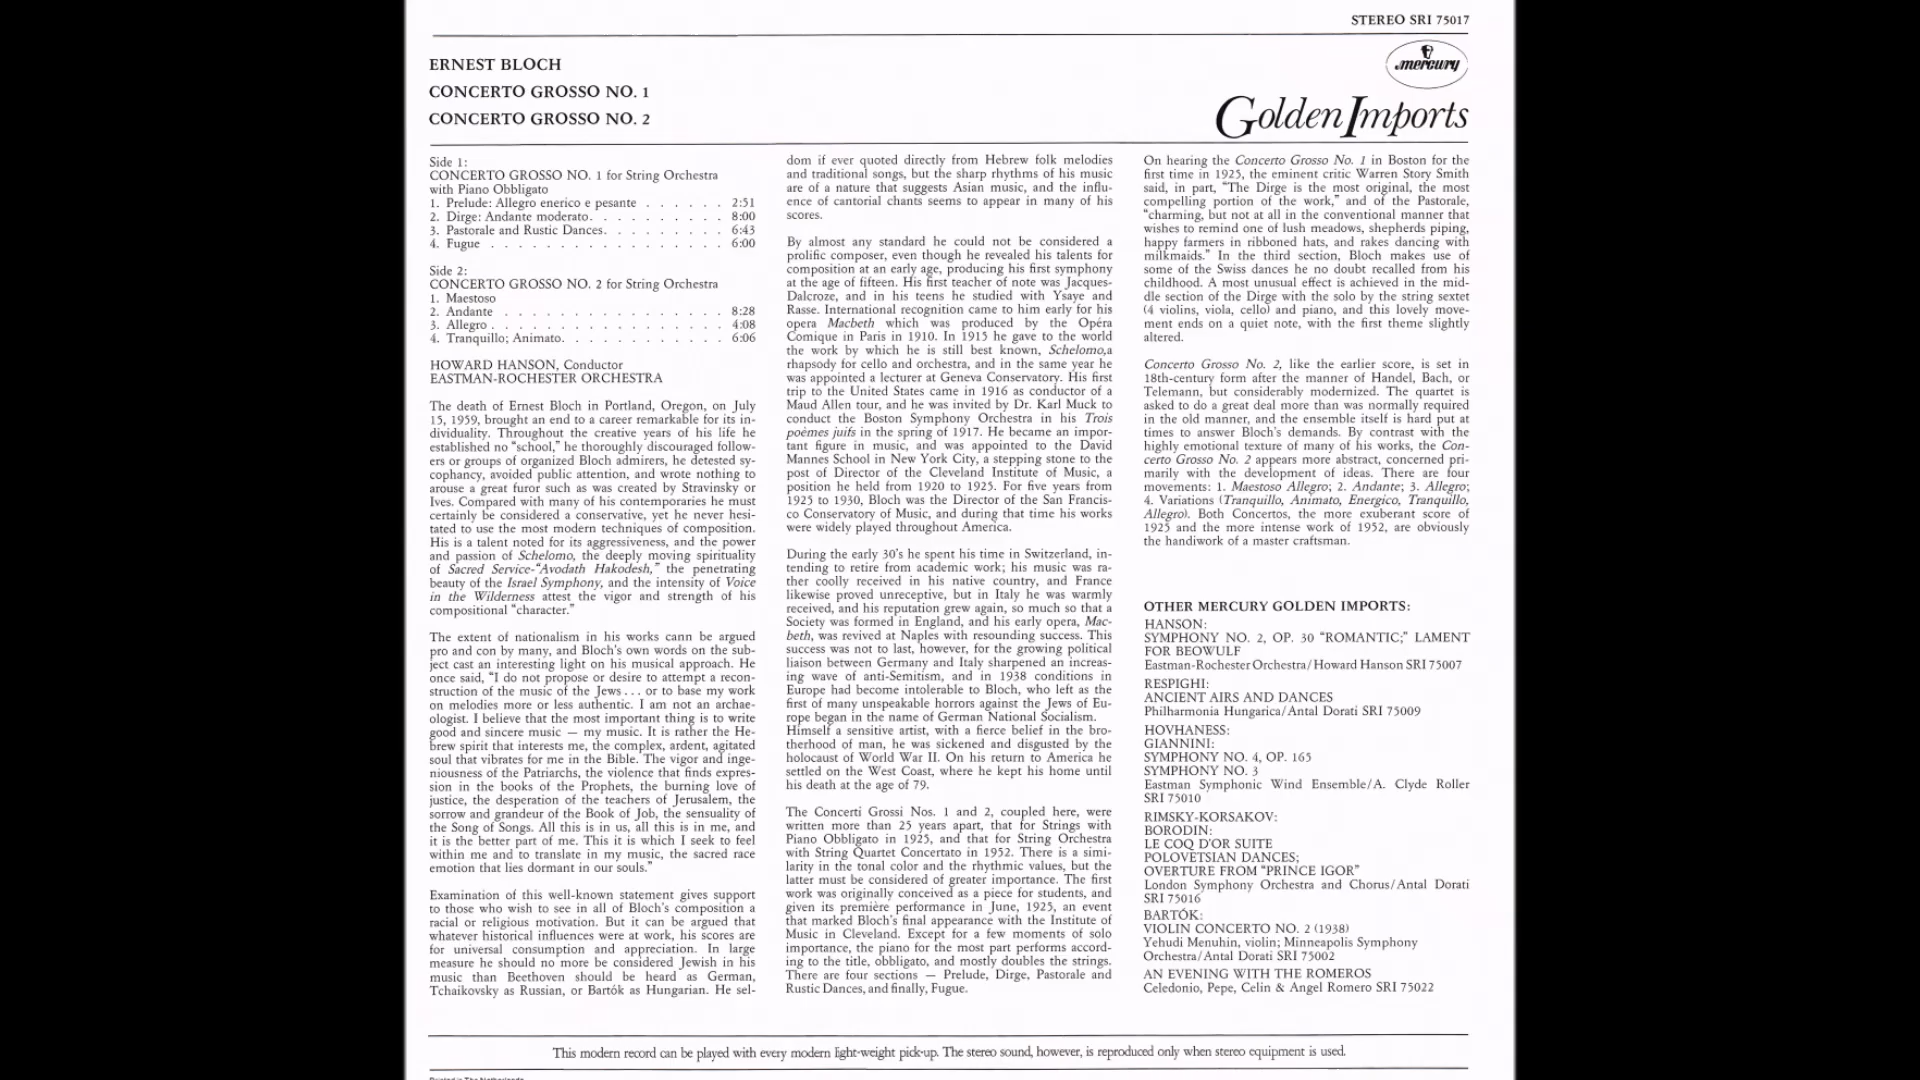 STEREO SRI 75017
ERNEST BLOCH
CONCERTO GROSSO NO. 1
CONCERTO GROSSO NO. 2
mercury
Golden Imports
Side 1:
CONCERTO GROSSO NO. 1 for String Orchestra
with Piano Obbligato
1. Prelude: Allegro enerico e pesante . . . . . . 2:51
2. Dirge: Andante moderato. . . . . . . . . . 8:00
3. Pastorale and Rustic Dances. . . . . . . . . 6:43
4. Fugue . . . . . . . . . . . . . . . . . . 6:00
Side 2:
CONCERTO GROSSO NO. 2 for String Orchestra
1. Maestoso
2. Andante . . . . . . . . . . . . . . . . . 8:28
3. Allegro . . . . . . . . . . . . . . . . . . 4:08
4. Tranquillo; Animato. . . . . . . . . . . . 6:06
HOWARD HANSON, Conductor
EASTMAN-ROCHESTER ORCHESTRA
The death of Ernest Bloch in Portland, Oregon, on July
15, 1959, brought an end to a career remarkable for its in-
dividuality. Throughout the creative years of his life he
established no “school,” he thoroughly discouraged follow-
ers or groups of organized Bloch admirers, he detested sy-
cophancy, avoided public attention, and wrote nothing to
arouse a great furor such as was created by Stravinsky or
Ives. Compared with many of his contemporaries he must
certainly be considered a conservative, yet he never hesi-
tated to use the most modern techniques of composition.
His is a talent noted for its aggressiveness, and the power
and passion of Schelomo, the deeply moving spirituality
of Sacred Service-“Avodath Hakodesh,” the penetrating
beauty of the Israel Symphony, and the intensity of Voice
in the Wilderness attest the vigor and strength of his
compositional “character.”
The extent of nationalism in his works cann be argued
pro and con by many, and Bloch's own words on the sub-
ject cast an interesting light on his musical approach. He
once said, “I do not propose or desire to attempt a recon-
struction of the music of the Jews . . . or to base my work
on melodies more or less authentic. I am not an archae-
ologist. I believe that the most important thing is to write
good and sincere music — my music. It is rather the He-
brew spirit that interests me, the complex, ardent, agitated
soul that vibrates for me in the Bible. The vigor and inge-
niousness of the Patriarchs, the violence that finds expres-
sion in the books of the Prophets, the burning love of
justice, the desperation of the teachers of Jerusalem, the
sorrow and grandeur of the Book of Job, the sensuality of
the Song of Songs. All this is in us, all this is in me, and
it is the better part of me. This it is which I seek to feel
within me and to translate in my music, the sacred race
emotion that lies dormant in our souls.”
Examination of this well-known statement gives support
to those who wish to see in all of Bloch's composition a
racial or religious motivation. But it can be argued that
whatever historical influences were at work, his scores are
for universal consumption and appreciation. In large
measure he should no more be considered Jewish in his
music than Beethoven should be heard as German,
Tchaikovsky as Russian, or Bartók as Hungarian. He sel-
dom if ever quoted directly from Hebrew folk melodies
and traditional songs, but the sharp rhythms of his music
are of a nature that suggests Asian music, and the influ-
ence of cantorial chants seems to appear in many of his
scores.
By almost any standard he could not be considered a
prolific composer, even though he revealed his talents for
composition at an early age, producing his first symphony
at the age of fifteen. His first teacher of note was Jacques-
Dalcroze, and in his teens he studied with Ysaye and
Rasse. International recognition came to him early for his
opera Macbeth which was produced by the Opéra
Comique in Paris in 1910. In 1915 he gave to the world
the work by which he is still best known, Schelomo,a
rhapsody for cello and orchestra, and in the same year he
was appointed a lecturer at Geneva Conservatory. His first
trip to the United States came in 1916 as conductor of a
Maud Allen tour, and he was invited by Dr. Karl Muck to
conduct the Boston Symphony Orchestra in his Trois
poèmes juifs in the spring of 1917. He became an impor-
tant figure in music, and was appointed to the David
Mannes School in New York City, a stepping stone to the
post of Director of the Cleveland Institute of Music, a
position he held from 1920 to 1925. For five years from
1925 to 1930, Bloch was the Director of the San Francis-
co Conservatory of Music, and during that time his works
were widely played throughout America.
During the early 30's he spent his time in Switzerland, in-
tending to retire from academic work; his music was ra-
ther coolly received in his native country, and France
likewise proved unreceptive, but in Italy he was warmly
received, and his reputation grew again, so much so that a
Society was formed in England, and his early opera, Mac-
beth, was revived at Naples with resounding success. This
success was not to last, however, for the growing political
liaison between Germany and Italy sharpened an increas-
ing wave of anti-Semitism, and in 1938 conditions in
Europe had become intolerable to Bloch, who left as the
first of many unspeakable horrors against the Jews of Eu-
rope began in the name of German National Socialism.
Himself a sensitive artist, with a fierce belief in the bro-
therhood of man, he was sickened and disgusted by the
holocaust of World War II. On his return to America he
settled on the West Coast, where he kept his home until
his death at the age of 79.
The Concerti Grossi Nos. 1 and 2, coupled here, were
written more than 25 years apart, that for Strings with
Piano Obbligato in 1925, and that for String Orchestra
with String Quartet Concertato in 1952. There is a simi-
larity in the tonal color and the rhythmic values, but the
latter must be considered of greater importance. The first
work was originally conceived as a piece for students, and
given its première performance in June, 1925, an event
that marked Bloch's final appearance with the Institute of
Music in Cleveland. Except for a few moments of solo
importance, the piano for the most part performs accord-
ing to the title, obbligato, and mostly doubles the strings.
There are four sections — Prelude, Dirge, Pastorale and
Rustic Dances, and finally, Fugue.
On hearing the Concerto Grosso No. 1 in Boston for the
first time in 1925, the eminent critic Warren Story Smith
said, in part, “The Dirge is the most original, the most
compelling portion of the work,” and of the Pastorale,
“charming, but not at all in the conventional manner that
wishes to remind one of lush meadows, shepherds piping,
happy farmers in ribboned hats, and rakes dancing with
milkmaids.” In the third section, Bloch makes use of
some of the Swiss dances he no doubt recalled from his
childhood. A most unusual effect is achieved in the mid-
dle section of the Dirge with the solo by the string sextet
(4 violins, viola, cello) and piano, and this lovely move-
ment ends on a quiet note, with the first theme slightly
altered.
Concerto Grosso No. 2, like the earlier score, is set in
18th-century form after the manner of Handel, Bach, or
Telemann, but considerably modernized. The quartet is
asked to do a great deal more than was normally required
in the old manner, and the ensemble itself is hard put at
times to answer Bloch's demands. By contrast with the
highly emotional texture of many of his works, the Con-
certo Grosso No. 2 appears more abstract, concerned pri-
marily with the development of ideas. There are four
movements: 1. Maestoso Allegro; 2. Andante; 3. Allegro;
4. Variations (Tranquillo, Animato, Energico, Tranquillo,
Allegro). Both Concertos, the more exuberant score of
1925 and the more intense work of 1952, are obviously
the handiwork of a master craftsman.
OTHER MERCURY GOLDEN IMPORTS:
HANSON:
SYMPHONY NO. 2, OP. 30 “ROMANTIC;” LAMENT
FOR BEOWULF
Eastman-Rochester Orchestra/Howard Hanson SRI 75007
RESPIGHI:
ANCIENT AIRS AND DANCES
Philharmonia Hungarica/Antal Dorati SRI 75009
HOVHANESS:
GIANNINI:
SYMPHONY NO. 4, OP. 165
SYMPHONY NO. 3
Eastman Symphonic Wind Ensemble/A. Clyde Roller
SRI 75010
RIMSKY-KORSAKOV:
BORODIN:
LE COQ D'OR SUITE
POLOVETSIAN DANCES;
OVERTURE FROM “PRINCE IGOR”
London Symphony Orchestra and Chorus/Antal Dorati
SRI 75016
BARTÓK:
VIOLIN CONCERTO NO. 2 (1938)
Yehudi Menuhin, violin; Minneapolis Symphony
Orchestra/Antal Dorati SRI 75002
AN EVENING WITH THE ROMEROS
Celedonio, Pepe, Celin & Angel Romero SRI 75022
This modern record can be played with every modern light-weight pick-up. The stereo sound, however, is reproduced only when stereo equipment is used.
Printed in The Netherlands